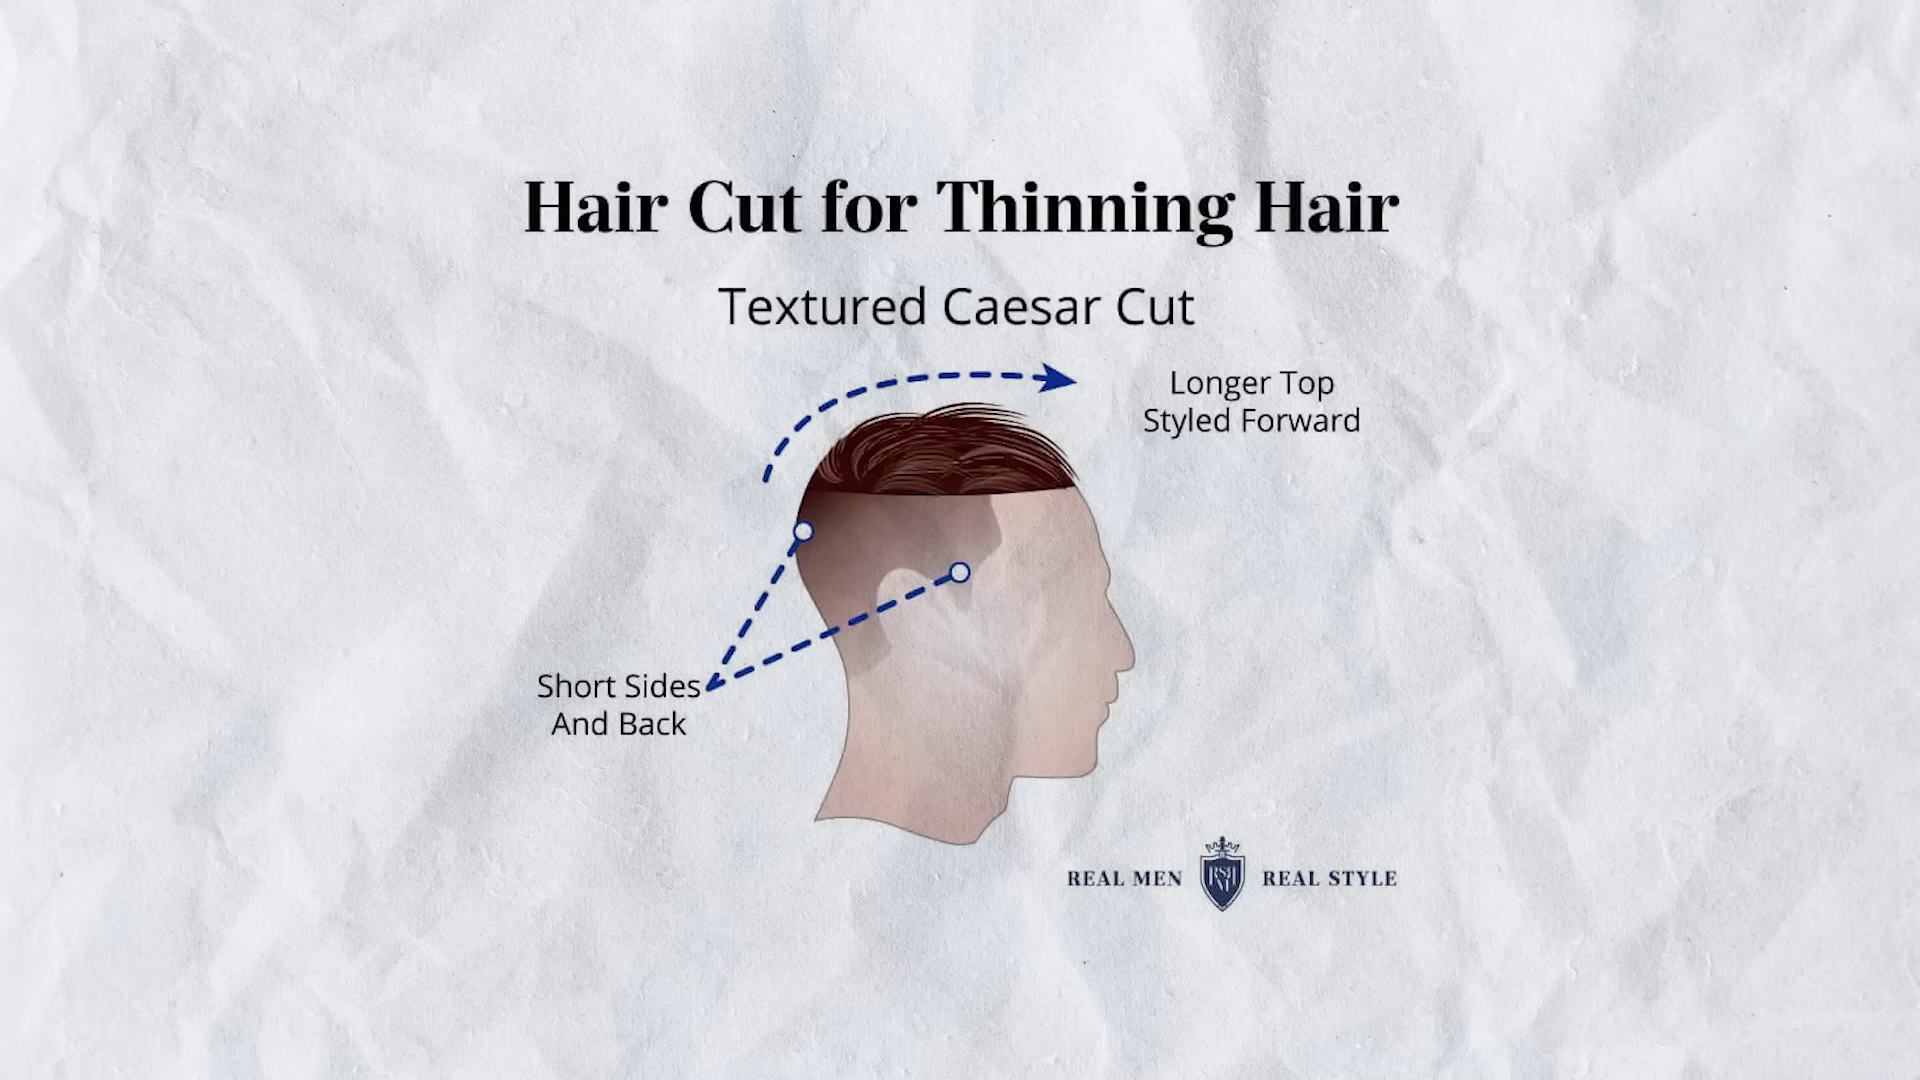 Hair Cut for Thinning Hair
Textured Caesar Cut
Longer Top
Styled Forward
Short Sides
And Back
REAL MEN REAL STYLE